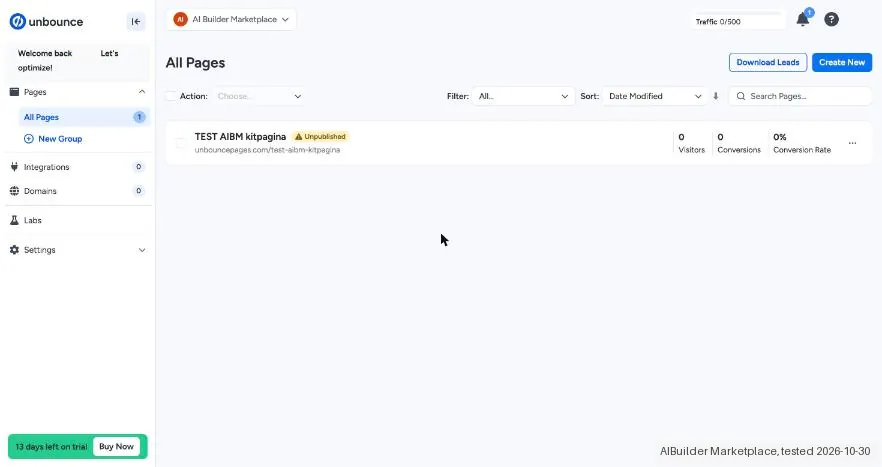 unbounce
AI AI Builder Marketplace
Traffic 0/500
1
?
Welcome back Let's
optimize!
Pages
All Pages 1
New Group
Integrations 0
Domains 0
Labs
Settings
13 days left on trial Buy Now
All Pages
Download Leads
Create New
Action: Choose...
Filter: All...
Sort: Date Modified
Search Pages...
TEST AIBM kitpagina Unpublished
unbouncepages.com/test-aibm-kitpagina
0 0 0%
Visitors Conversions Conversion Rate
AIBuilder Marketplace, tested 2026-10-30